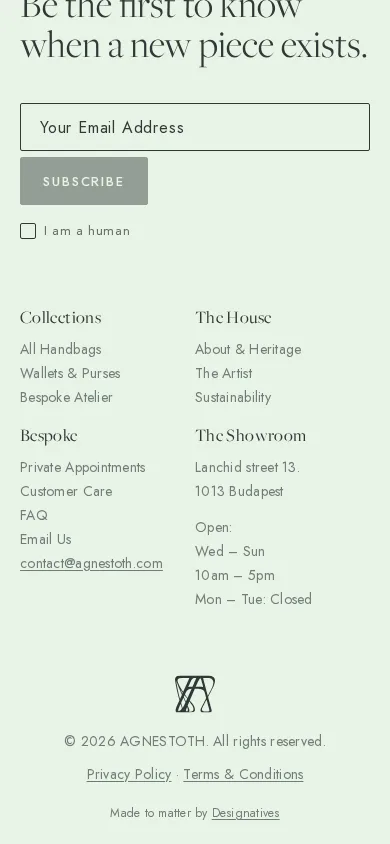 Be the first to know
when a new piece exists.
Your Email Address
SUBSCRIBE
I am a human
Collections
All Handbags
Wallets & Purses
Bespoke Atelier
The House
About & Heritage
The Artist
Sustainability
Bespoke
Private Appointments
Customer Care
FAQ
Email Us
contact@agnestoth.com
The Showroom
Lanchid street 13.
1013 Budapest
Open:
Wed – Sun
10am – 5pm
Mon – Tue: Closed
© 2026 AGNESTOTH. All rights reserved.
Privacy Policy · Terms & Conditions
Made to matter by Designatives